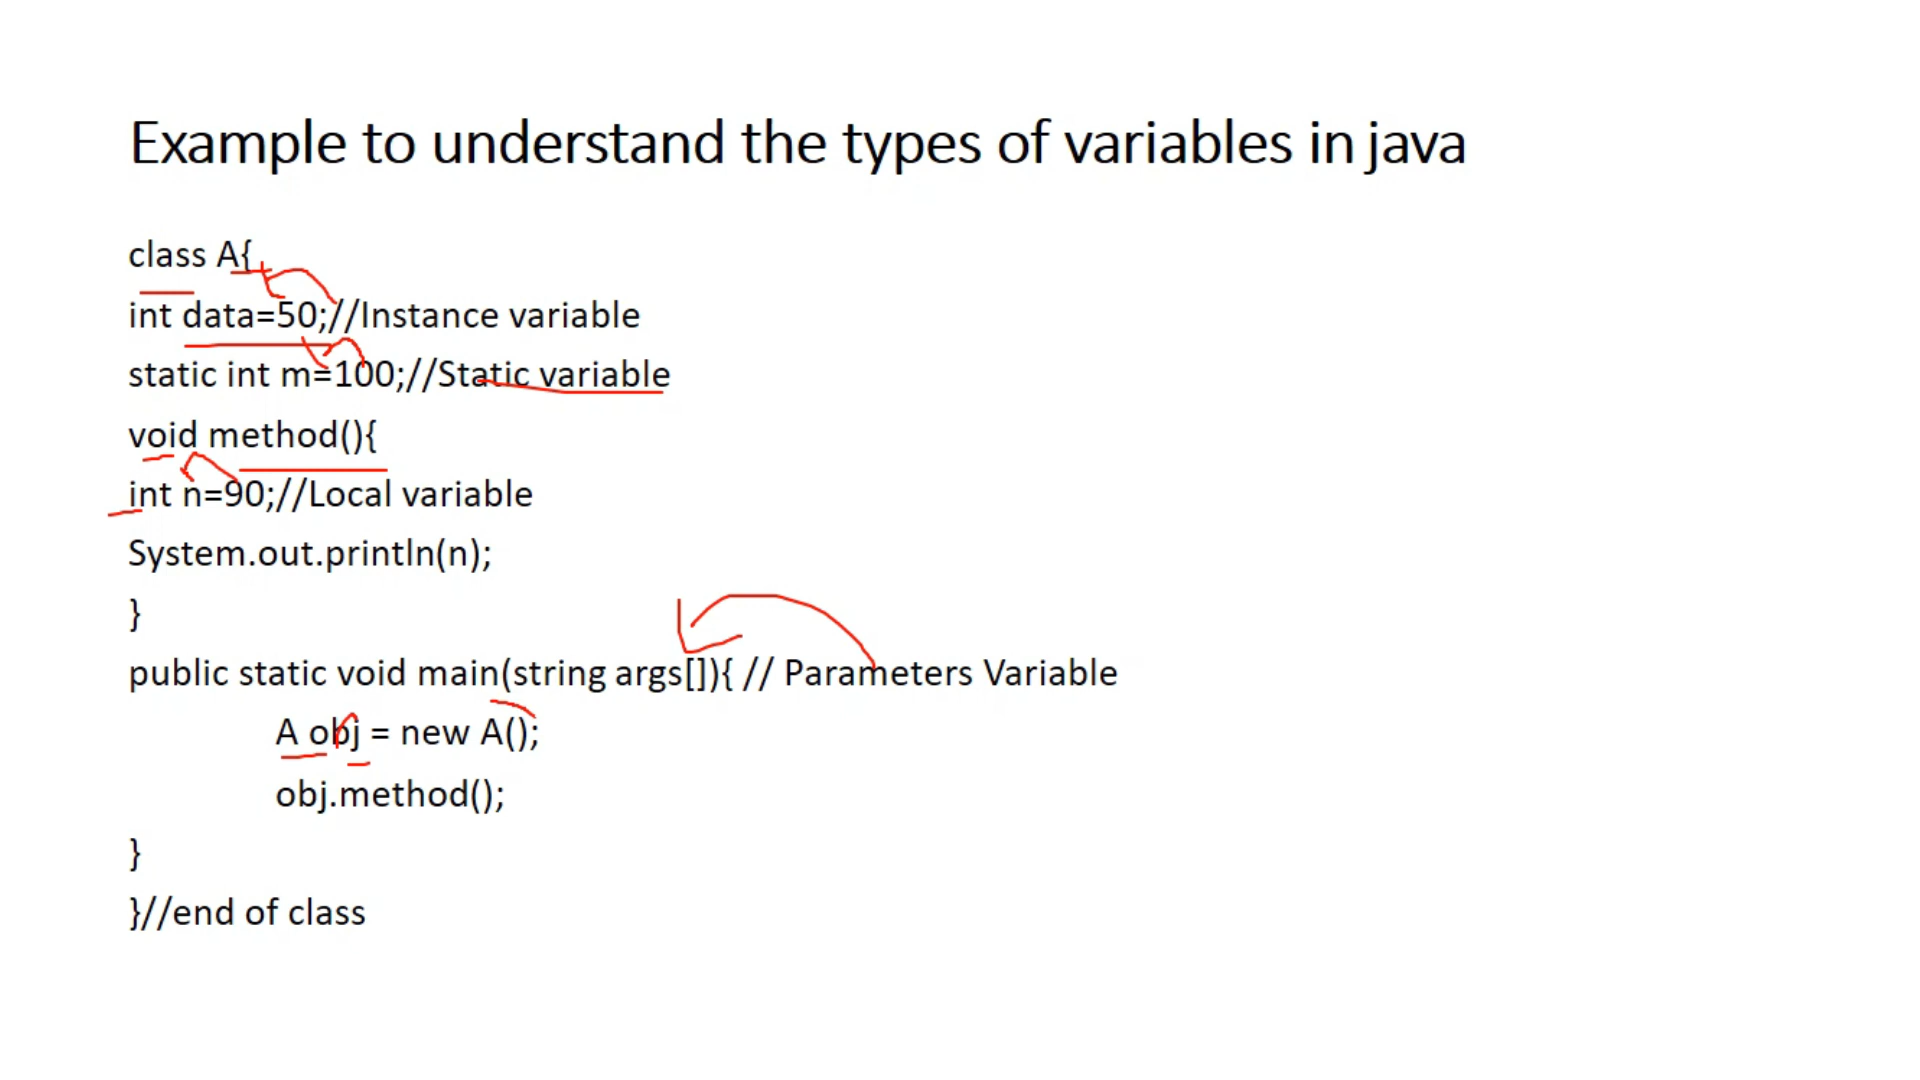 Example to understand the types of variables in java
class A{
int data=50;//Instance variable
static int m=100;//Static variable
void method(){
int n=90;//Local variable
System.out.println(n);
}
public static void main(string args[]){ // Parameters Variable
A obj = new A();
obj.method();
}
}//end of class